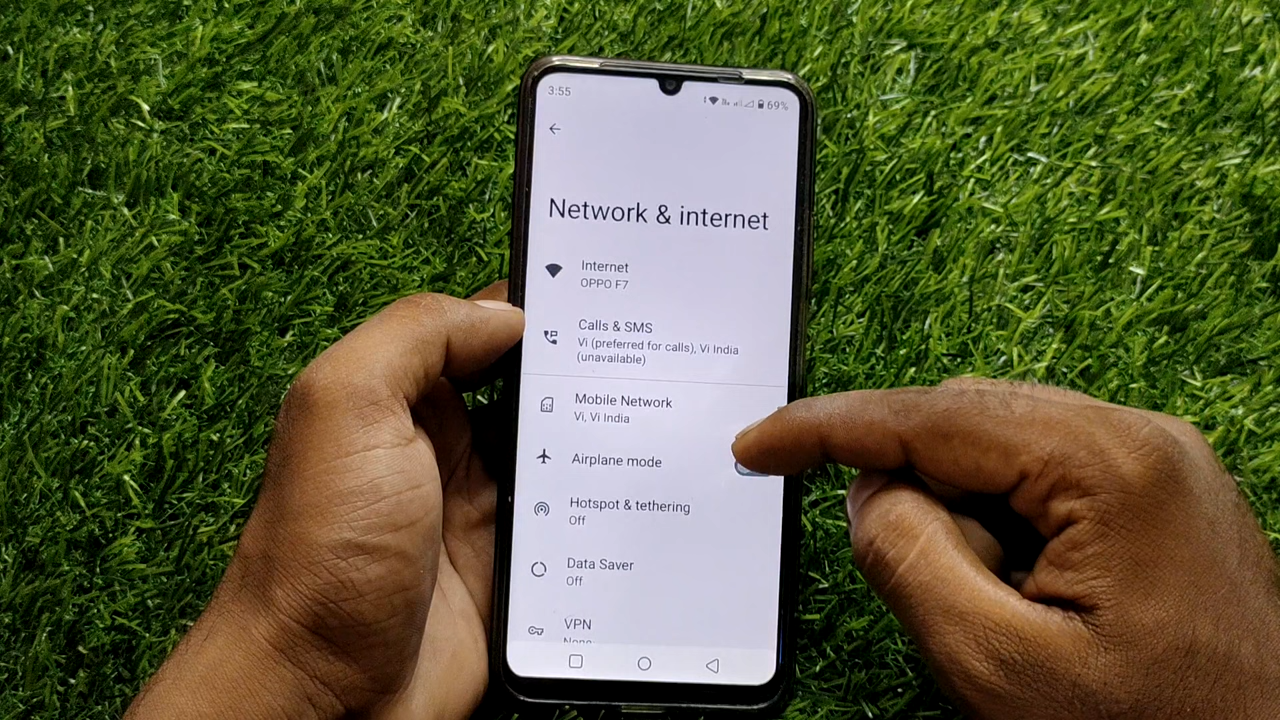 3:55
69%
Network & internet
Internet
OPPO F7
Calls & SMS
Vi (preferred for calls), Vi India
(unavailable)
Mobile Network
Vi, Vi India
Airplane mode
Hotspot & tethering
Off
Data Saver
Off
VPN
None